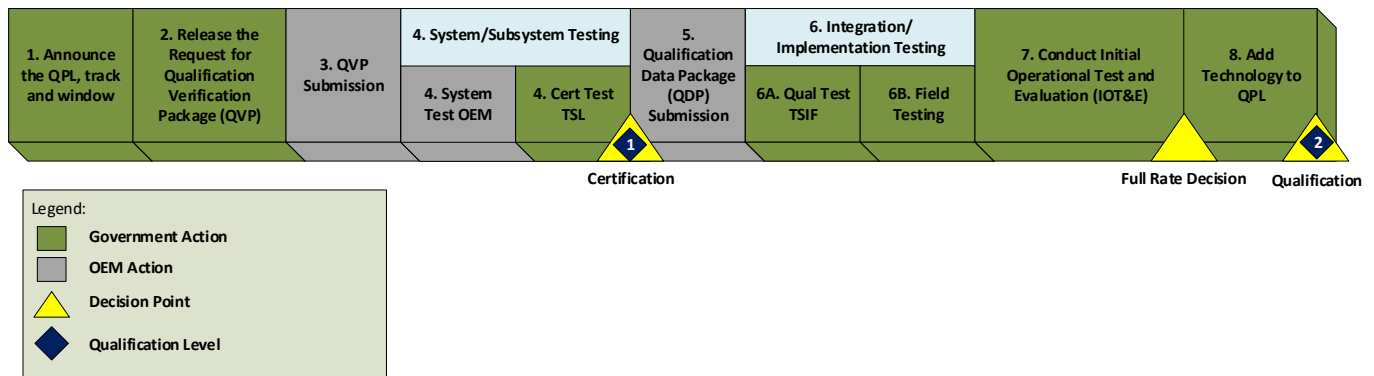 1. Announce
the QPL, track
and window
2. Release the
Request for
Qualification
Verification
Package (QVP)
3. QVP
Submission
4. System/Subsystem Testing
4. System
Test OEM
4. Cert Test
TSL
5.
Qualification
Data Package
(QDP)
Submission
6. Integration/
Implementation Testing
6A. Qual Test
TSIF
6B. Field
Testing
7. Conduct Initial
Operational Test and
Evaluation (IOT&E)
8. Add
Technology to
QPL
1
2
Certification
Full Rate Decision
Qualification
Legend:
Government Action
OEM Action
Decision Point
Qualification Level